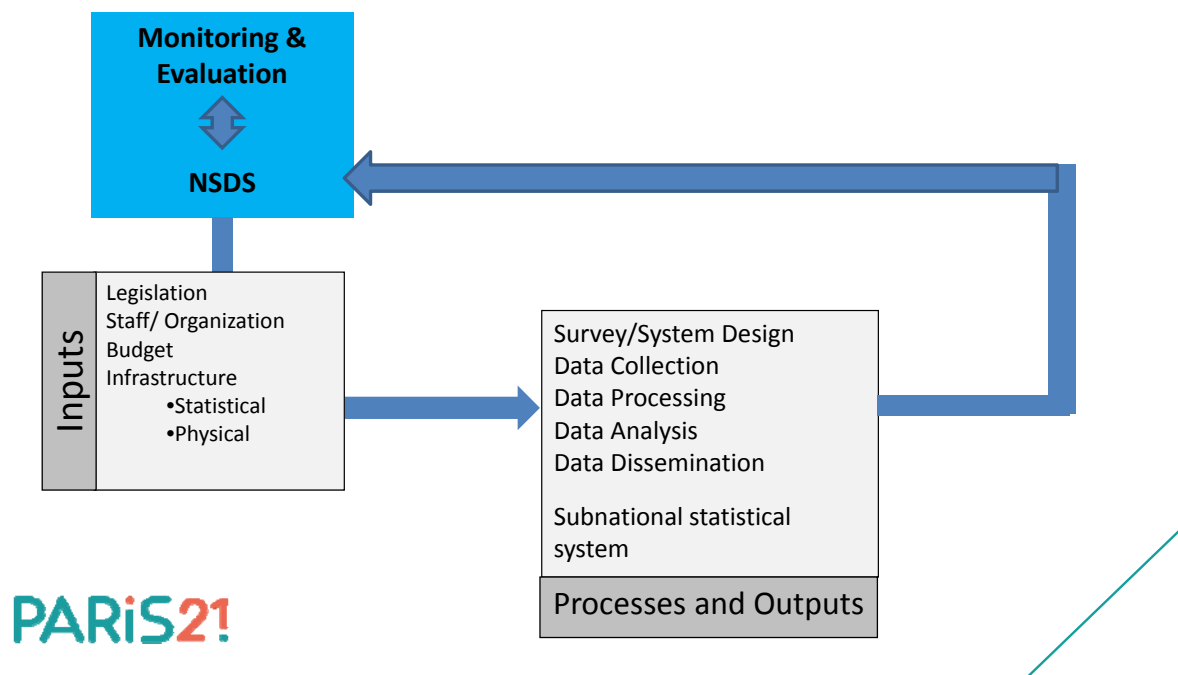 Monitoring &
Evaluation
NSDS
Inputs
Legislation
Staff/ Organization
Budget
Infrastructure
•Statistical
•Physical
Survey/System Design
Data Collection
Data Processing
Data Analysis
Data Dissemination
Subnational statistical
system
Processes and Outputs
PARiS21